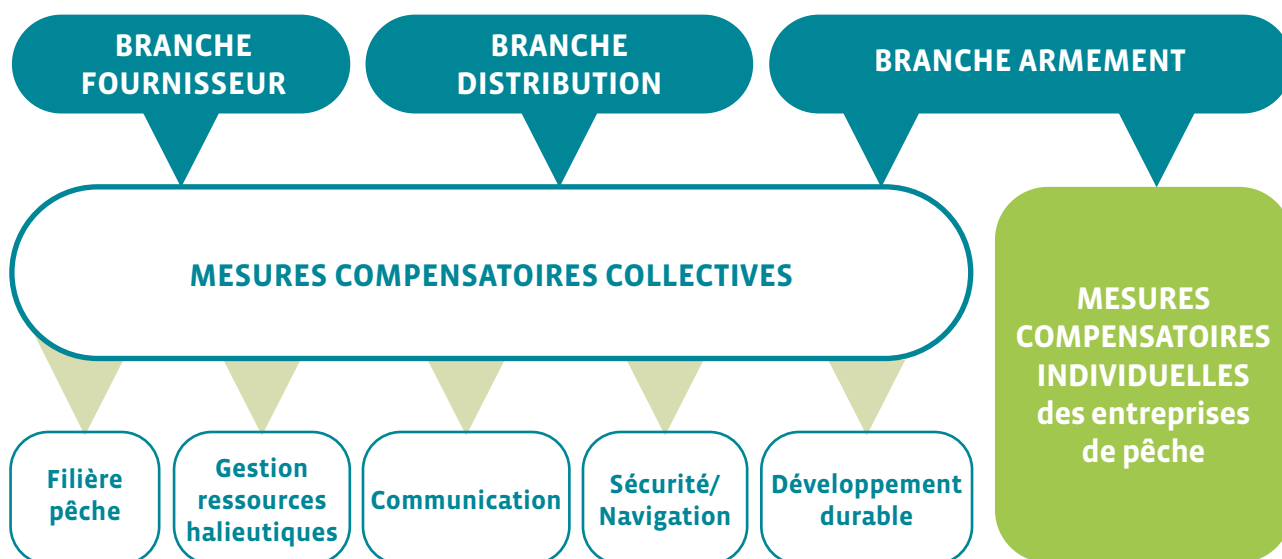 BRANCHE
FOURNISSEUR
BRANCHE
DISTRIBUTION
BRANCHE ARMEMENT
MESURES COMPENSATOIRES COLLECTIVES
MESURES
COMPENSATOIRES
INDIVIDUELLES
des entreprises
de pêche
Filière
pêche
Gestion
ressources
halieutiques
Communication
Sécurité/
Navigation
Développement
durable